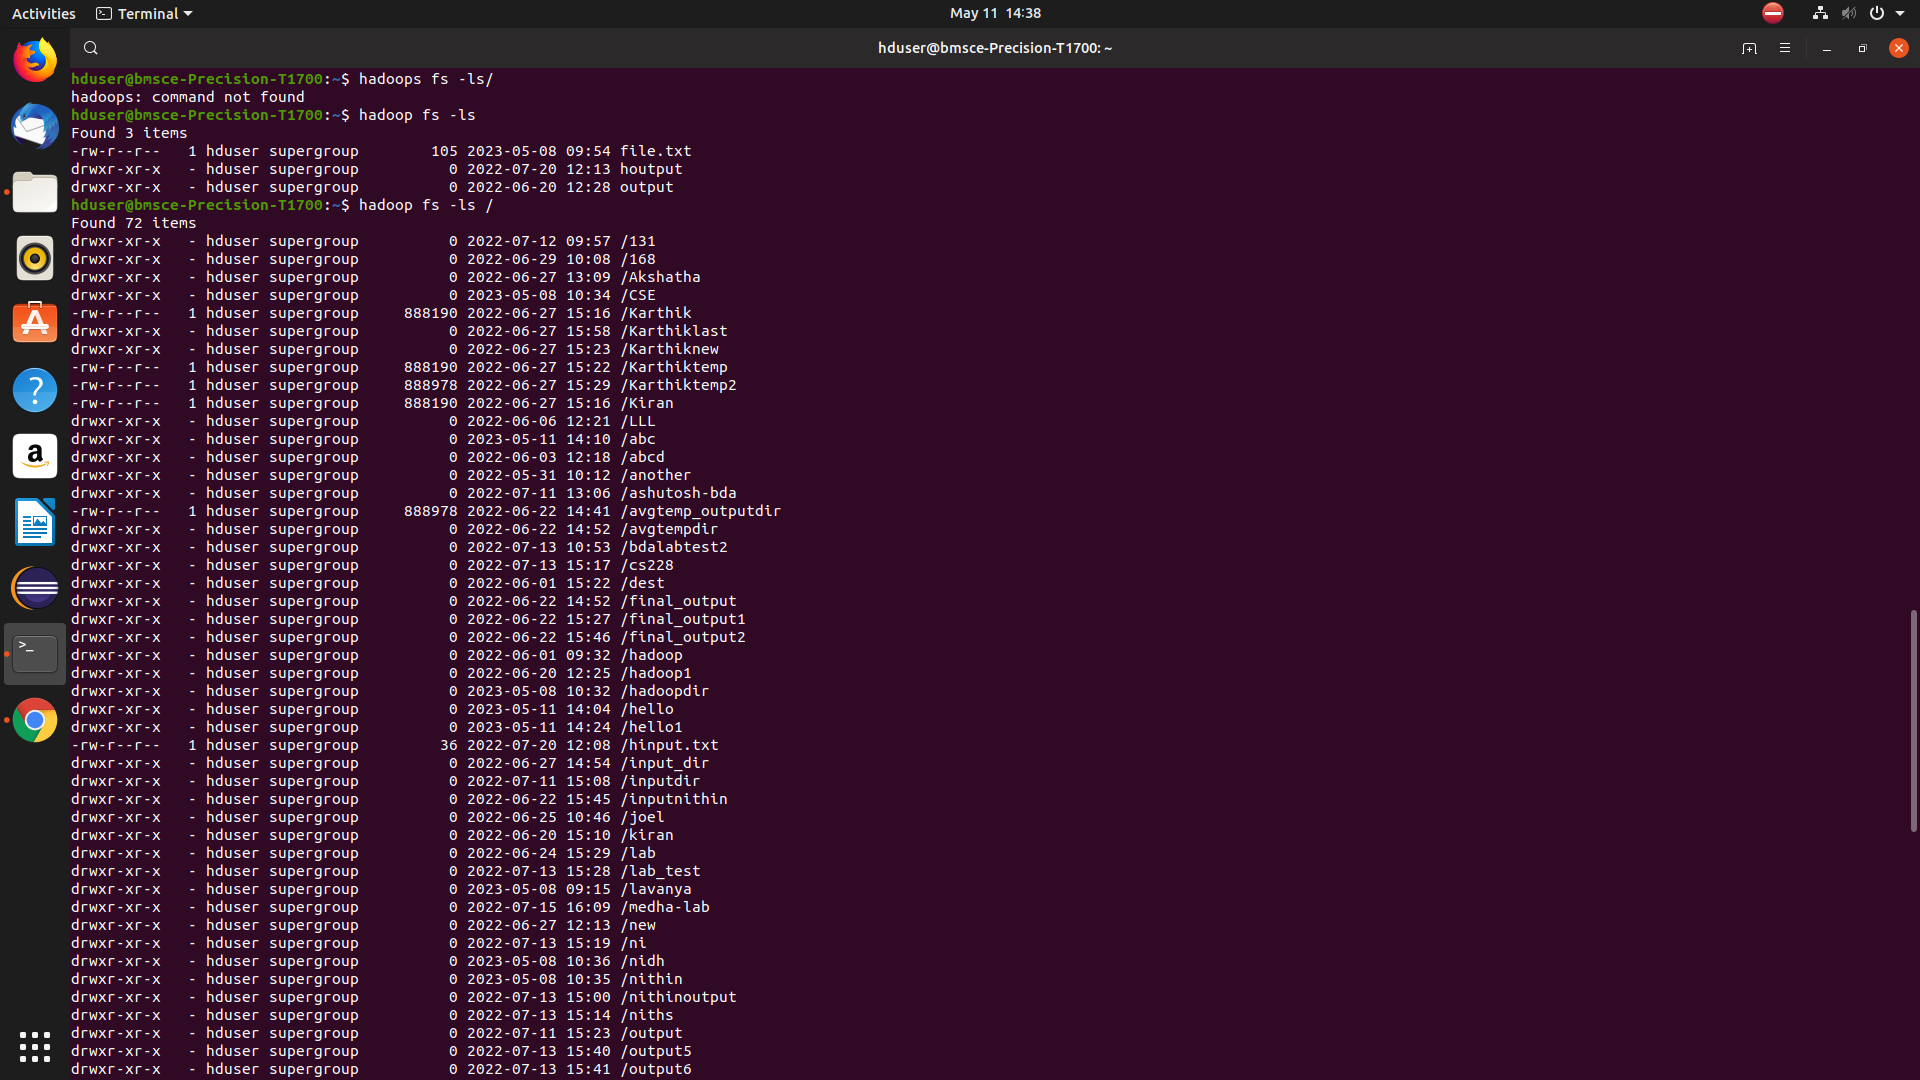 Activities Terminal May 11 14:38
hduser@bmsce-Precision-T1700: ~
hduser@bmsce-Precision-T1700:~$ hadoops fs -ls/
hadoops: command not found
hduser@bmsce-Precision-T1700:~$ hadoop fs -ls
Found 3 items
-rw-r--r--   1 hduser supergroup        105 2023-05-08 09:54 file.txt
drwxr-xr-x   - hduser supergroup          0 2022-07-20 12:13 houtput
drwxr-xr-x   - hduser supergroup          0 2022-06-20 12:28 output
hduser@bmsce-Precision-T1700:~$ hadoop fs -ls /
Found 72 items
drwxr-xr-x   - hduser supergroup          0 2022-07-12 09:57 /131
drwxr-xr-x   - hduser supergroup          0 2022-06-29 10:08 /168
drwxr-xr-x   - hduser supergroup          0 2022-06-27 13:09 /Akshatha
drwxr-xr-x   - hduser supergroup          0 2023-05-08 10:34 /CSE
-rw-r--r--   1 hduser supergroup     888190 2022-06-27 15:16 /Karthik
drwxr-xr-x   - hduser supergroup          0 2022-06-27 15:58 /Karthiklast
drwxr-xr-x   - hduser supergroup          0 2022-06-27 15:23 /Karthiknew
-rw-r--r--   1 hduser supergroup     888190 2022-06-27 15:22 /Karthiktemp
-rw-r--r--   1 hduser supergroup     888978 2022-06-27 15:29 /Karthiktemp2
-rw-r--r--   1 hduser supergroup     888190 2022-06-27 15:16 /Kiran
drwxr-xr-x   - hduser supergroup          0 2022-06-06 12:21 /LLL
drwxr-xr-x   - hduser supergroup          0 2023-05-11 14:10 /abc
drwxr-xr-x   - hduser supergroup          0 2022-06-03 12:18 /abcd
drwxr-xr-x   - hduser supergroup          0 2022-05-31 10:12 /another
drwxr-xr-x   - hduser supergroup          0 2022-07-11 13:06 /ashutosh-bda
-rw-r--r--   1 hduser supergroup     888978 2022-06-22 14:41 /avgtemp_outputdir
drwxr-xr-x   - hduser supergroup          0 2022-06-22 14:52 /avgtempdir
drwxr-xr-x   - hduser supergroup          0 2022-07-13 10:53 /bdalabtest2
drwxr-xr-x   - hduser supergroup          0 2022-07-13 15:17 /cs228
drwxr-xr-x   - hduser supergroup          0 2022-06-01 15:22 /dest
drwxr-xr-x   - hduser supergroup          0 2022-06-22 14:52 /final_output
drwxr-xr-x   - hduser supergroup          0 2022-06-22 15:27 /final_output1
drwxr-xr-x   - hduser supergroup          0 2022-06-22 15:46 /final_output2
drwxr-xr-x   - hduser supergroup          0 2022-06-01 09:32 /hadoop
drwxr-xr-x   - hduser supergroup          0 2022-06-20 12:25 /hadoop1
drwxr-xr-x   - hduser supergroup          0 2023-05-08 10:32 /hadoopdir
drwxr-xr-x   - hduser supergroup          0 2023-05-11 14:04 /hello
drwxr-xr-x   - hduser supergroup          0 2023-05-11 14:24 /hello1
-rw-r--r--   1 hduser supergroup         36 2022-07-20 12:08 /hinput.txt
drwxr-xr-x   - hduser supergroup          0 2022-06-27 14:54 /input_dir
drwxr-xr-x   - hduser supergroup          0 2022-07-11 15:08 /inputdir
drwxr-xr-x   - hduser supergroup          0 2022-06-22 15:45 /inputnithin
drwxr-xr-x   - hduser supergroup          0 2022-06-25 10:46 /joel
drwxr-xr-x   - hduser supergroup          0 2022-06-20 15:10 /kiran
drwxr-xr-x   - hduser supergroup          0 2022-06-24 15:29 /lab
drwxr-xr-x   - hduser supergroup          0 2022-07-13 15:28 /lab_test
drwxr-xr-x   - hduser supergroup          0 2023-05-08 09:15 /lavanya
drwxr-xr-x   - hduser supergroup          0 2022-07-15 16:09 /medha-lab
drwxr-xr-x   - hduser supergroup          0 2022-06-27 12:13 /new
drwxr-xr-x   - hduser supergroup          0 2022-07-13 15:19 /ni
drwxr-xr-x   - hduser supergroup          0 2023-05-08 10:36 /nidh
drwxr-xr-x   - hduser supergroup          0 2023-05-08 10:35 /nithin
drwxr-xr-x   - hduser supergroup          0 2022-07-13 15:00 /nithinoutput
drwxr-xr-x   - hduser supergroup          0 2022-07-13 15:14 /niths
drwxr-xr-x   - hduser supergroup          0 2022-07-11 15:23 /output
drwxr-xr-x   - hduser supergroup          0 2022-07-13 15:40 /output5
drwxr-xr-x   - hduser supergroup          0 2022-07-13 15:41 /output6